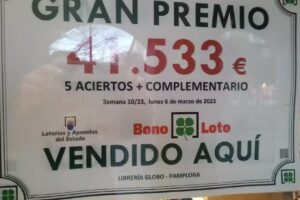 GRAN PREMIO
41.533 €
5 ACIERTOS + COMPLEMENTARIO
Semana 10/23, lunes 6 de marzo de 2023
Loterías y Apuestas
del Estado
Bono Loto
VENDIDO AQUÍ
LIBRERÍA GLOBO - PAMPLONA